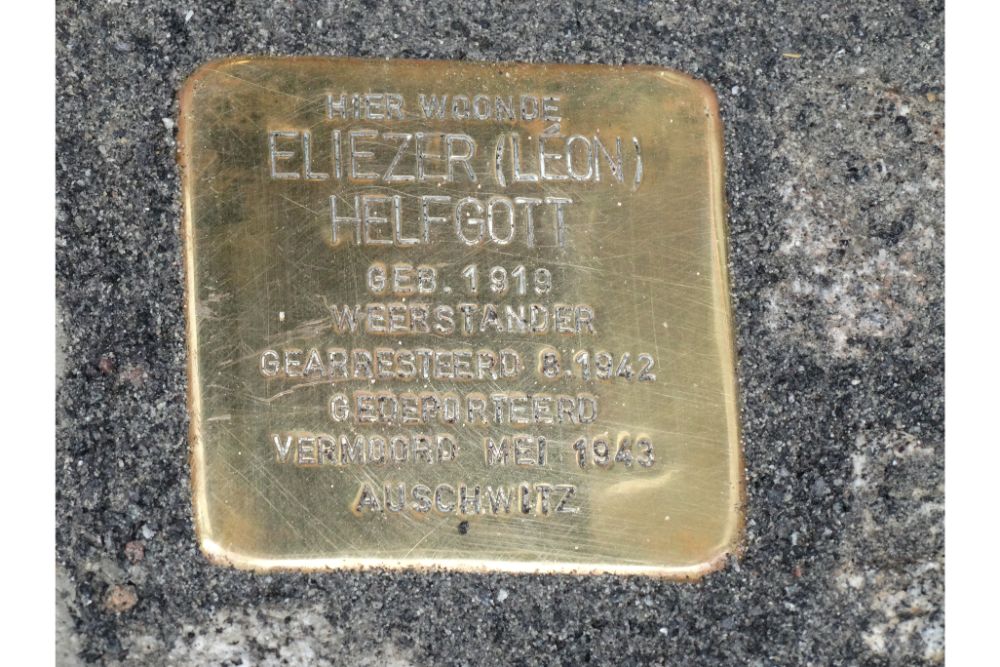 HIER WOONDE
ELIEZER (LÉON)
HELFGOTT
GEB. 1919
WEERSTANDER
GEARRESTEERD 8.1942
GEDEPORTEERD
VERMOORD MEI 1943
AUSCHWITZ